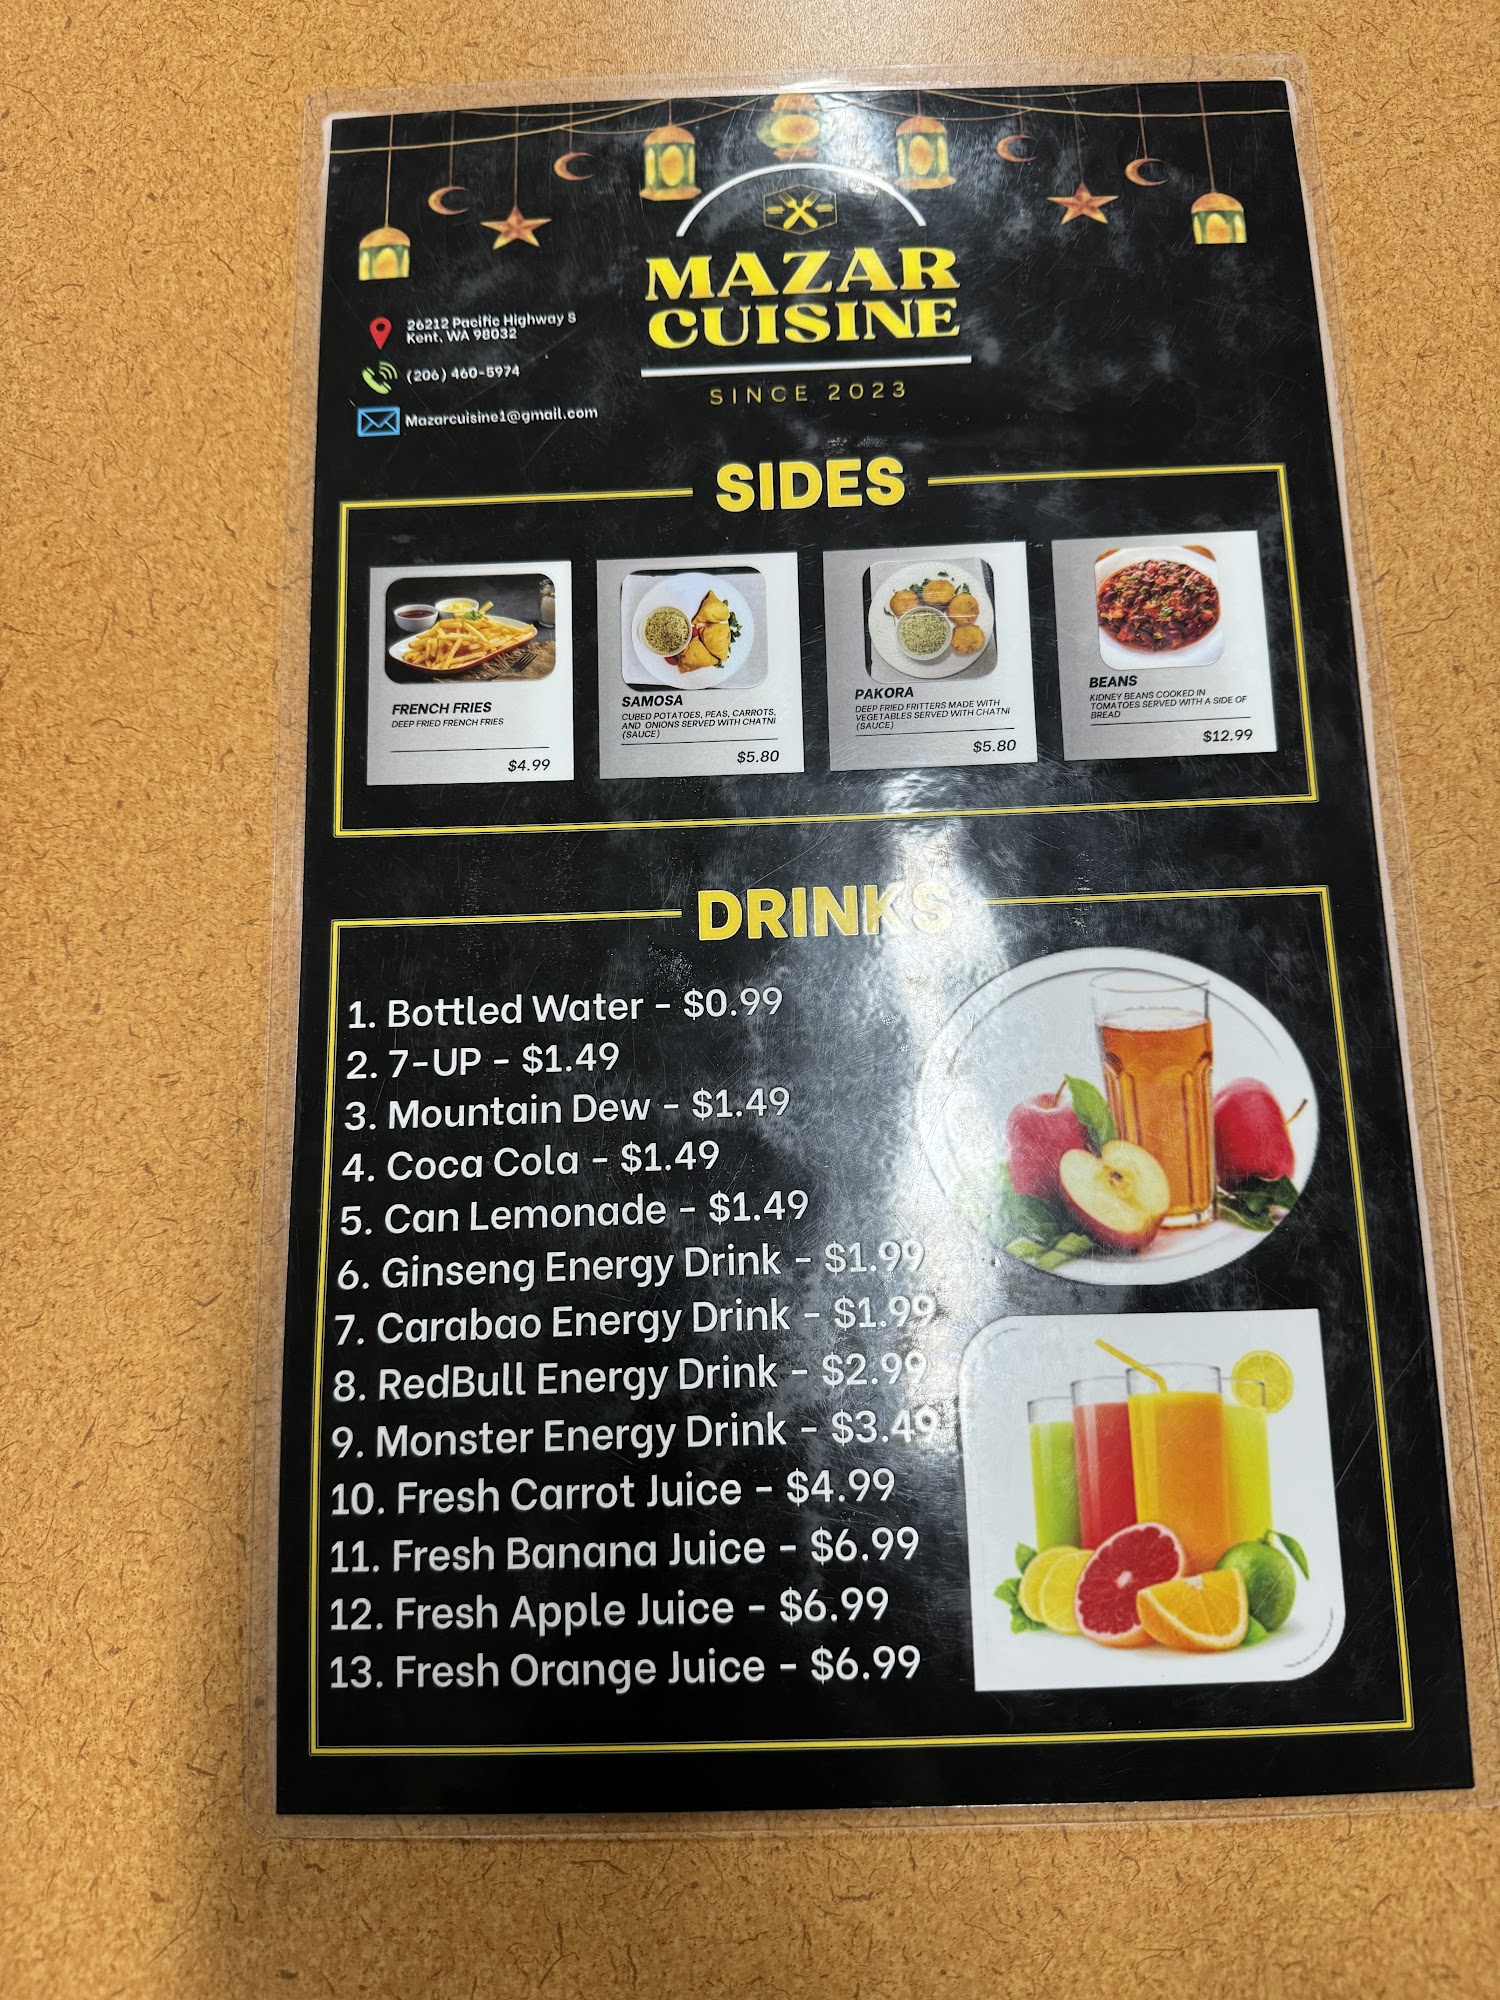 MAZAR
CUISINE
SINCE 2023
26212 Pacific Highway S
Kent, WA 98032
(206) 460-5974
Mazarcuisine1@gmail.com
SIDES
FRENCH FRIES
DEEP FRIED FRENCH FRIES
$4.99
SAMOSA
CUBED POTATOES, PEAS, CARROTS,
AND ONIONS SERVED WITH CHATNI
(SAUCE)
$5.80
PAKORA
DEEP FRIED FRITTERS MADE WITH
VEGETABLES SERVED WITH CHATNI
(SAUCE)
$5.80
BEANS
KIDNEY BEANS COOKED IN
TOMATOES SERVED WITH A SIDE OF
BREAD
$12.99
DRINKS
1. Bottled Water - $0.99
2. 7-UP - $1.49
3. Mountain Dew - $1.49
4. Coca Cola - $1.49
5. Can Lemonade - $1.49
6. Ginseng Energy Drink - $1.99
7. Carabao Energy Drink - $1.99
8. RedBull Energy Drink - $2.99
9. Monster Energy Drink - $3.49
10. Fresh Carrot Juice - $4.99
11. Fresh Banana Juice - $6.99
12. Fresh Apple Juice - $6.99
13. Fresh Orange Juice - $6.99